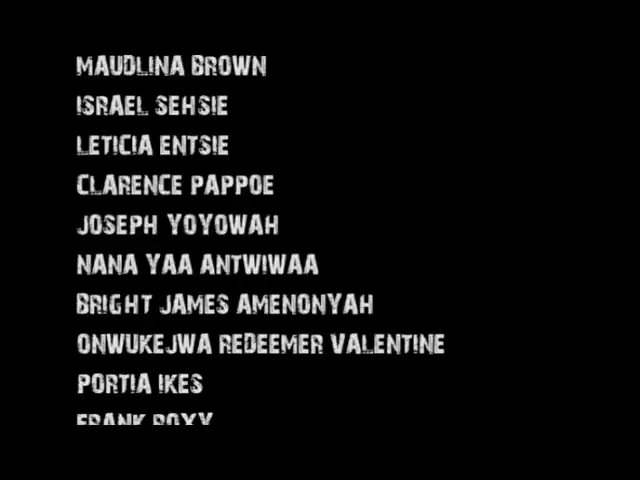 MAUDLINA BROWN
ISRAEL SEHSIE
LETICIA ENTSIE
CLARENCE PAPPOE
JOSEPH YOYOWAH
NANA YAA ANTWIWAA
BRIGHT JAMES AMENONYAH
ONWUKEJWA REDEEMER VALENTINE
PORTIA IKES
FRANK